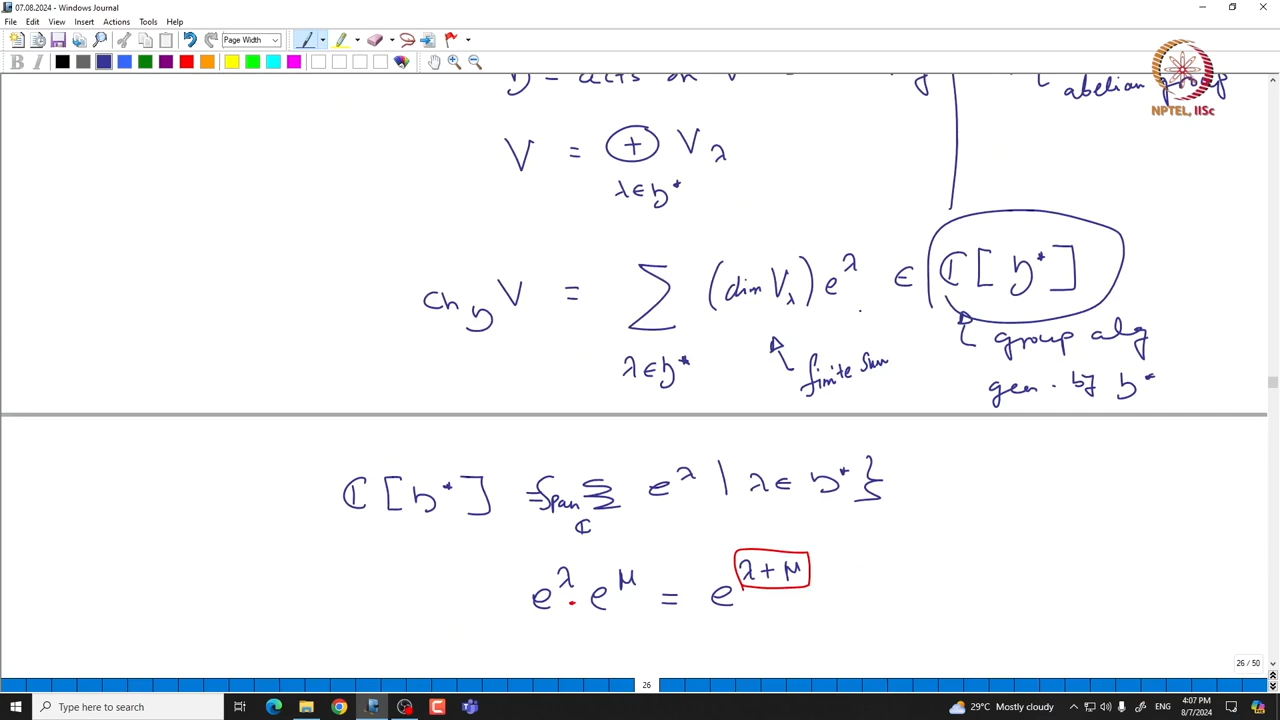 07.08.2024 - Windows Journal
File Edit View Insert Actions Tools Help
Page Width
B I
𝔥 - acts on V
abelian group
NPTEL, IISc
V = ⊕ V_λ
λ∈𝔥*
ch_𝔥 V = ∑ (dim V_λ) e^λ ∈ ℂ[𝔥*]
λ∈𝔥*
finite sum
group alg
gen. by 𝔥*
ℂ[𝔥*] = Span_ℂ { e^λ | λ∈𝔥* }
e^λ · e^μ = e^{λ+μ}
26 / 50
26
Type here to search
29°C Mostly cloudy
ENG
4:07 PM
8/7/2024